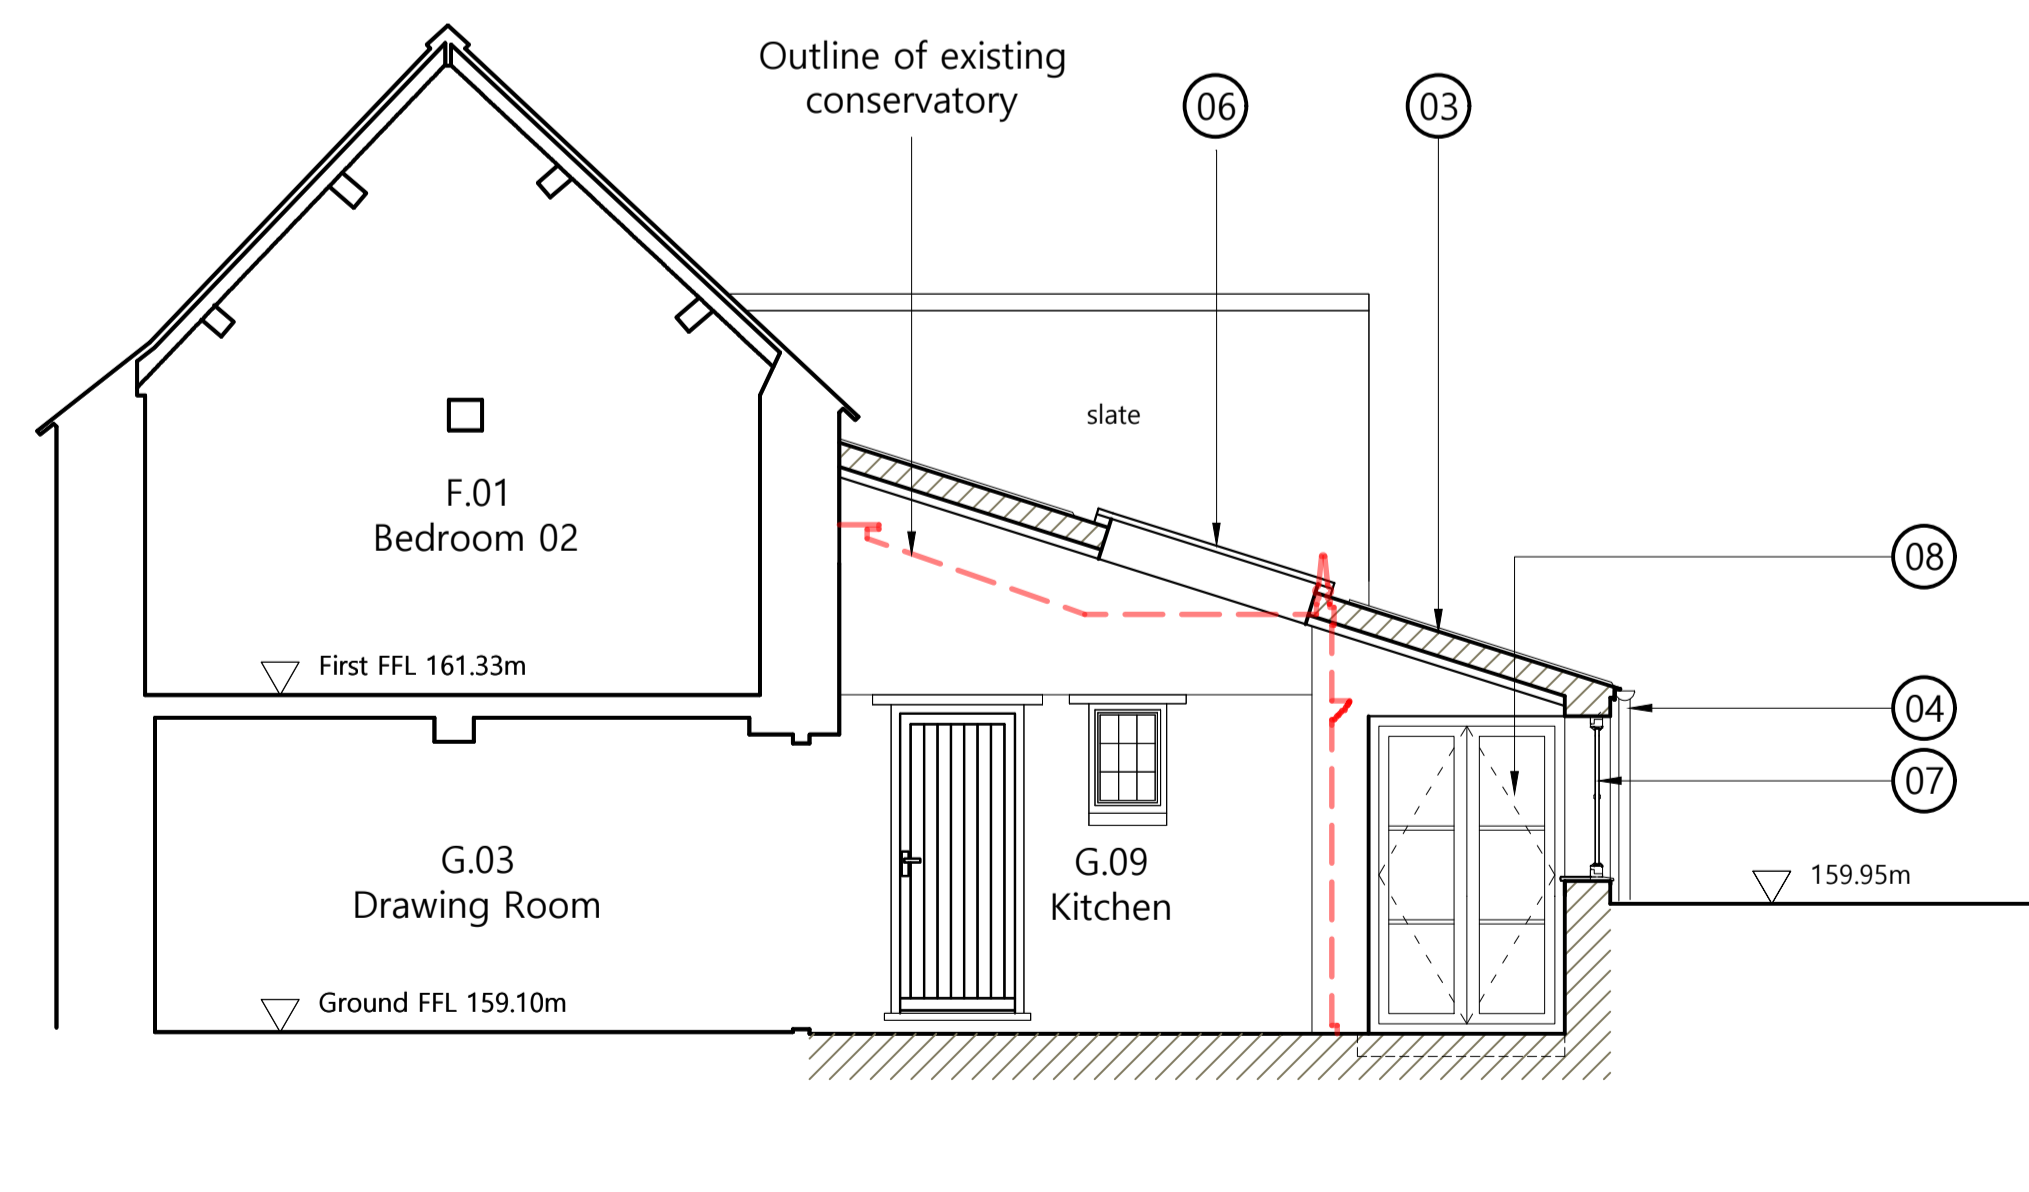 Outline of existing
conservatory
06
03
slate
F.01
Bedroom 02
08
First FFL 161.33m
04
07
G.03
Drawing Room
G.09
Kitchen
159.95m
Ground FFL 159.10m